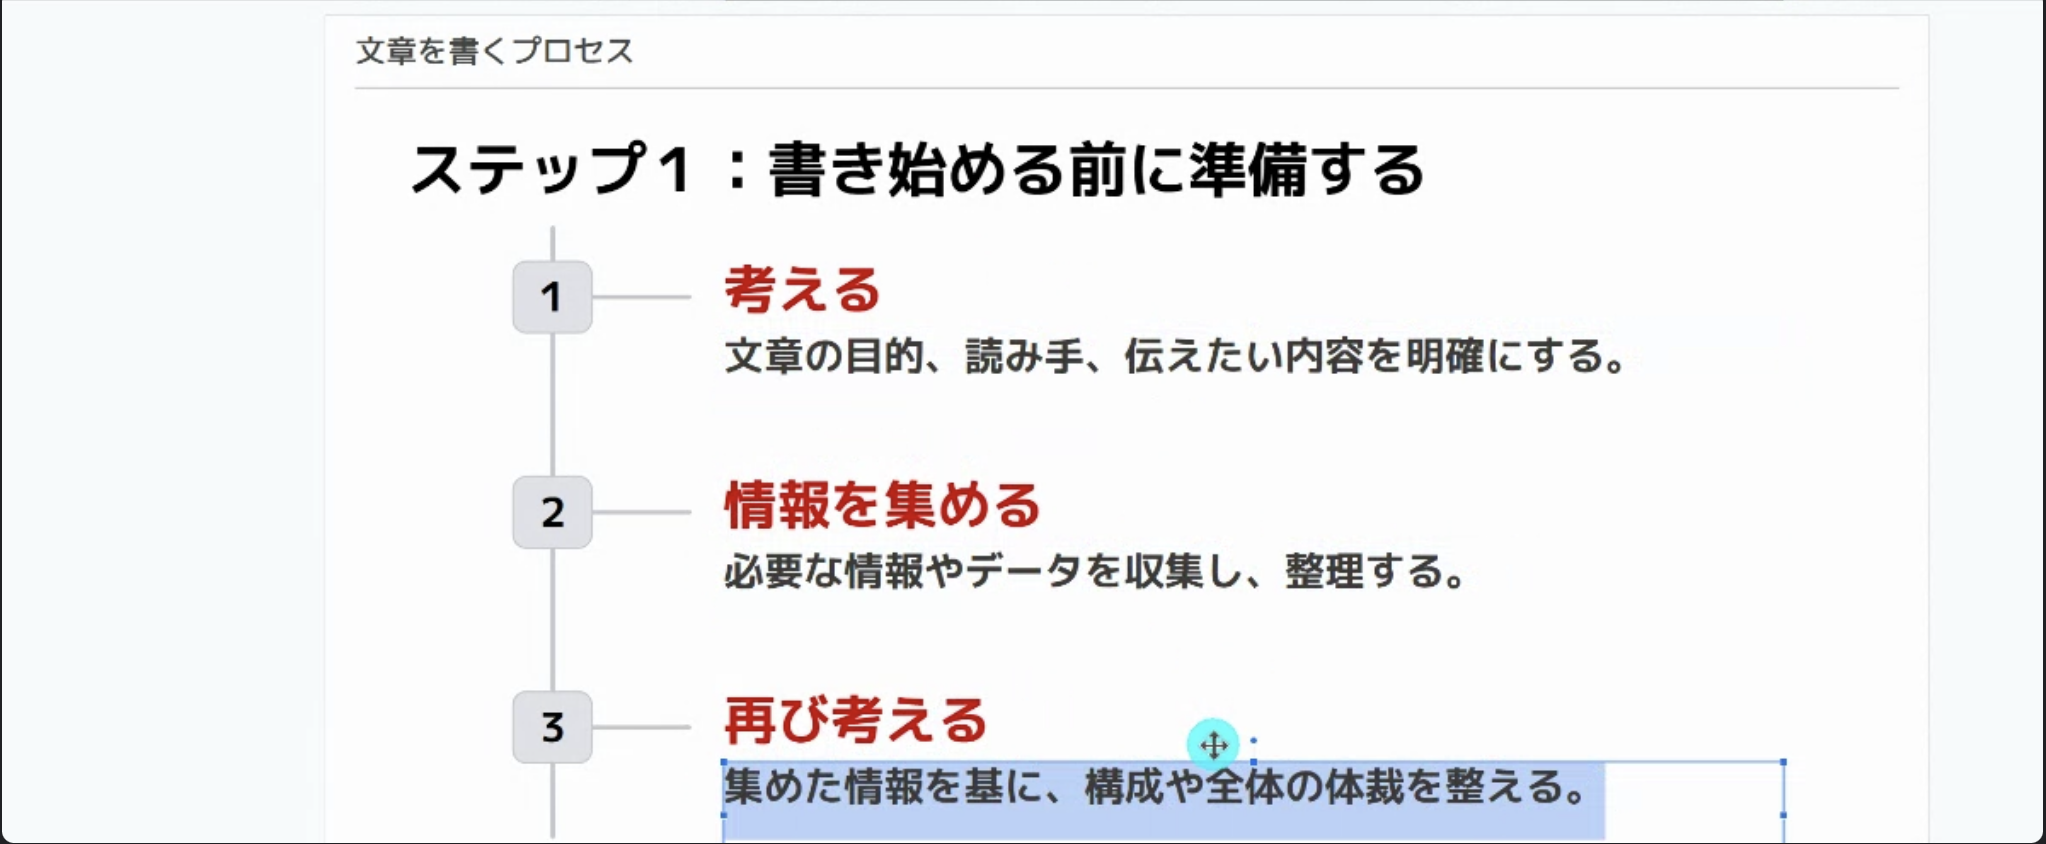 文章を書くプロセス
ステップ１：書き始める前に準備する
1
考える
文章の目的、読み手、伝えたい内容を明確にする。
2
情報を集める
必要な情報やデータを収集し、整理する。
3
再び考える
集めた情報を基に、構成や全体の体裁を整える。